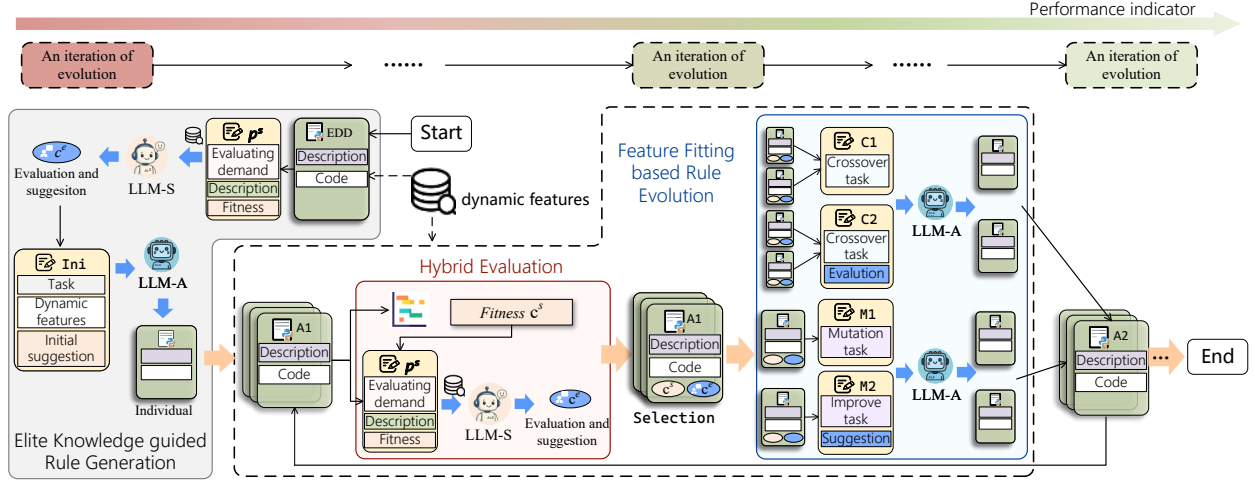 Performance indicator
An iteration of
evolution
......
An iteration of
evolution
......
An iteration of
evolution
Start
EDD
Description
Code
p^s
Evaluating
demand
Description
Fitness
LLM-S
c^e
Evaluation and
suggesiton
dynamic features
Ini
Task
Dynamic
features
Initial
suggestion
LLM-A
Individual
Elite Knowledge guided
Rule Generation
Hybrid Evaluation
A1
Description
Code
Fitness c^s
p^s
Evaluating
demand
Description
Fitness
LLM-S
c^e
Evaluation and
suggestion
A1
Description
Code
c^s
c^e
Selection
Feature Fitting
based Rule
Evolution
C1
Crossover
task
C2
Crossover
task
Evalution
LLM-A
M1
Mutation
task
M2
Improve
task
Suggestion
LLM-A
A2
Description
Code
...
End